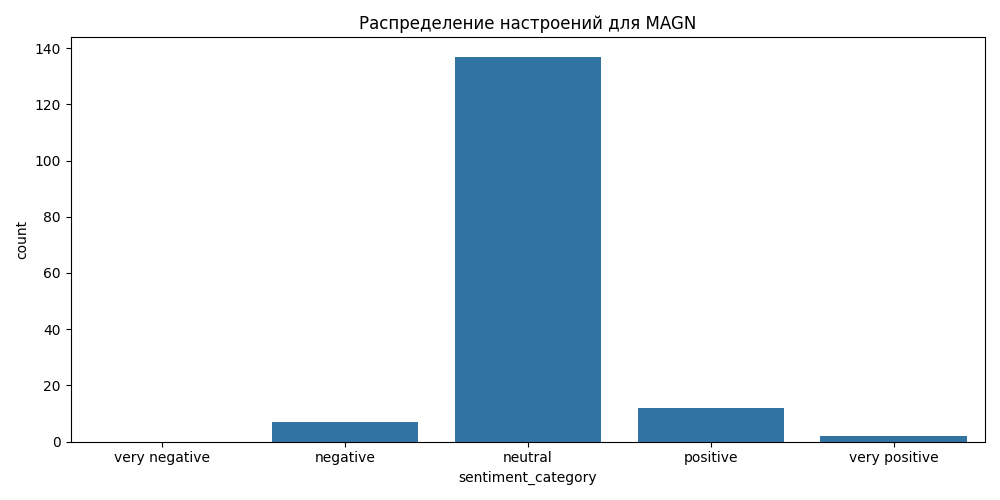 Распределение настроений для MAGN
140
120
100
80
60
40
20
0
count
very negative
negative
neutral
positive
very positive
sentiment_category